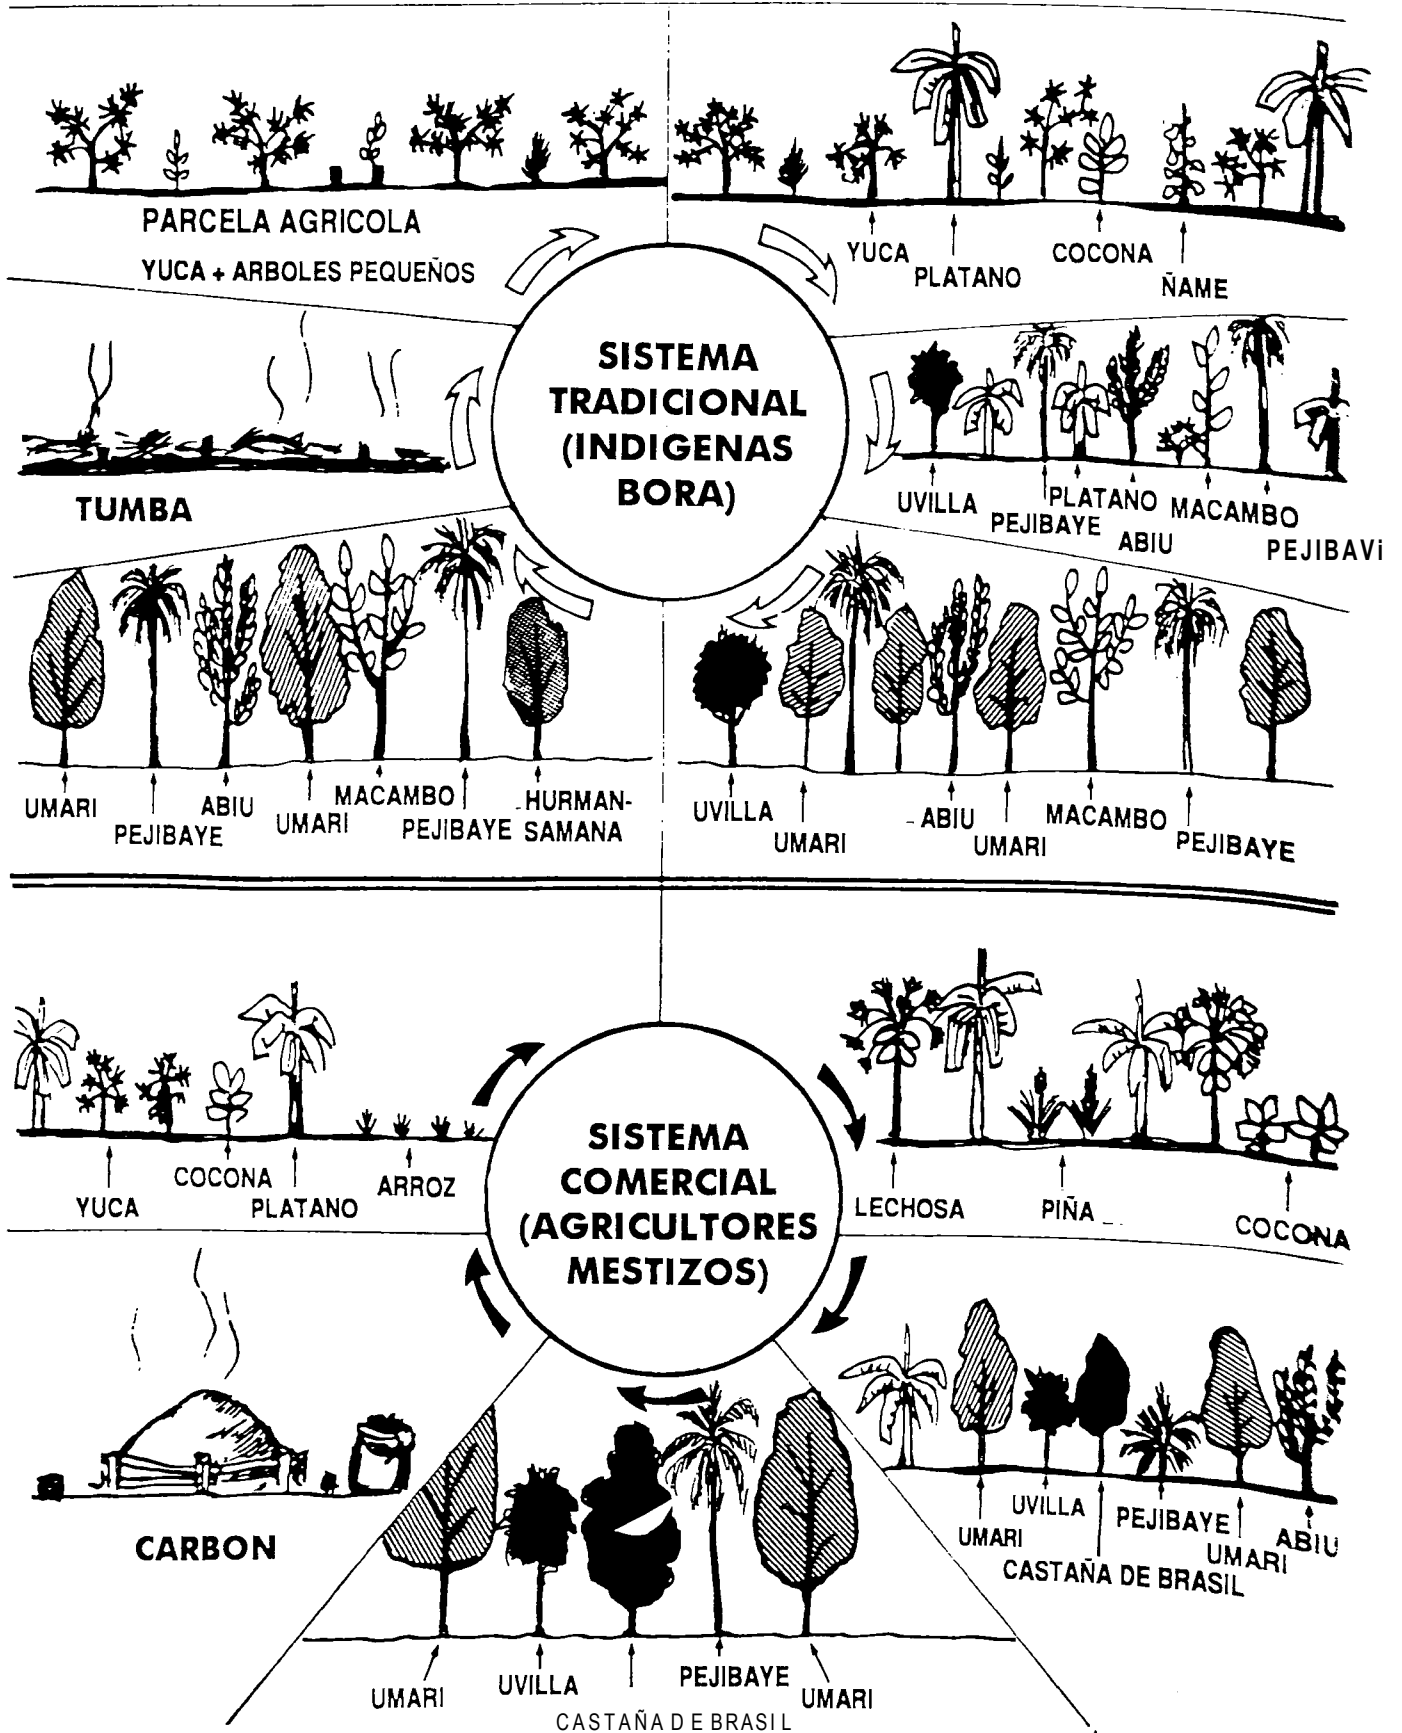 PARCELA AGRICOLA
YUCA + ARBOLES PEQUEÑOS
YUCA
PLATANO
COCONA
ÑAME
SISTEMA
TRADICIONAL
(INDIGENAS
BORA)
TUMBA
UVILLA
PEJIBAYE
PLATANO
ABIU
MACAMBO
PEJIBAVi
UMARI
PEJIBAYE
ABIU
UMARI
MACAMBO
PEJIBAYE
HURMAN-
SAMANA
UVILLA
UMARI
ABIU
UMARI
MACAMBO
PEJIBAYE
YUCA
COCONA
PLATANO
ARROZ
SISTEMA
COMERCIAL
(AGRICULTORES
MESTIZOS)
LECHOSA
PIÑA
COCONA
CARBON
UMARI
UVILLA
CASTAÑA DE BRASIL
PEJIBAYE
UMARI
ABIU
UMARI
UVILLA
CASTAÑA D E BRASIL
PEJIBAYE
UMARI